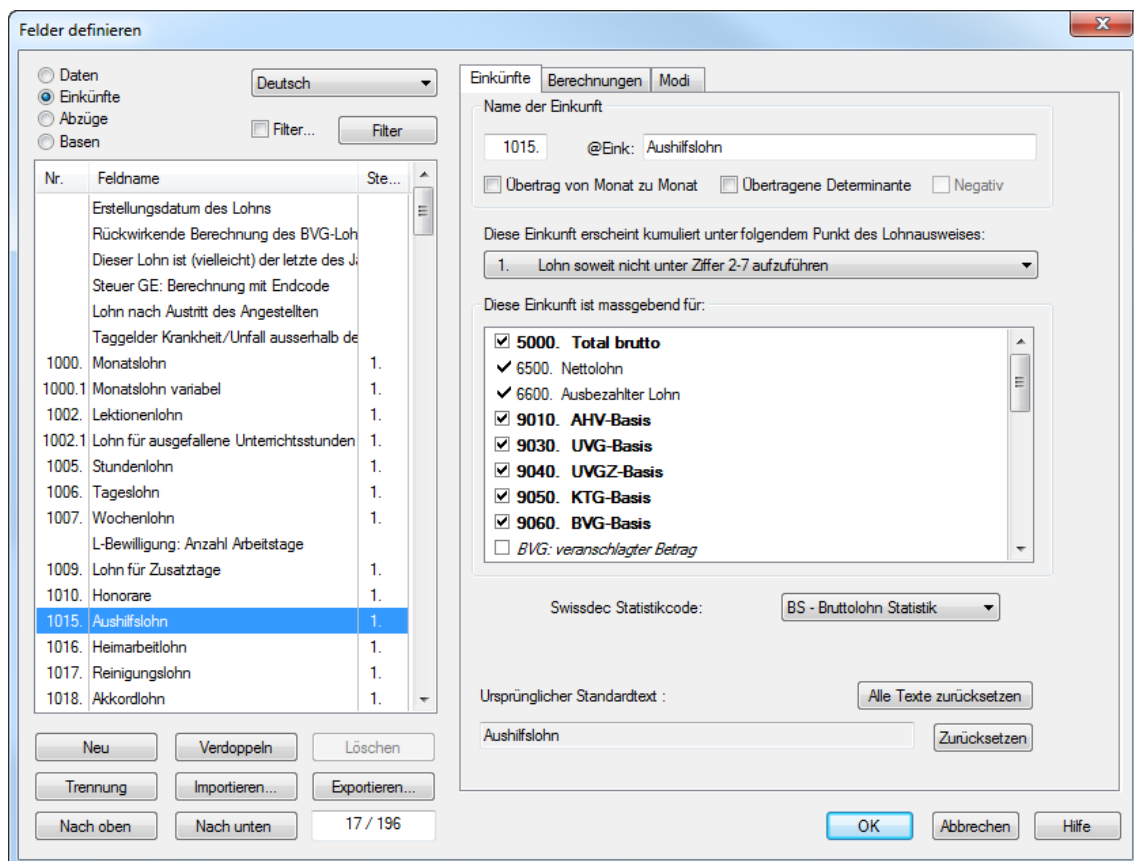 Felder definieren
Daten
Einkünfte
Abzüge
Basen
Deutsch
Filter...
Filter
Nr. Feldname Ste...
Erstellungsdatum des Lohns
Rückwirkende Berechnung des BVG-Loh
Dieser Lohn ist (vielleicht) der letzte des Ja
Steuer GE: Berechnung mit Endcode
Lohn nach Austritt des Angestellten
Taggelder Krankheit/Unfall ausserhalb de
1000. Monatslohn 1.
1000.1 Monatslohn variabel 1.
1002. Lektionenlohn 1.
1002.1 Lohn für ausgefallene Unterrichtsstunden 1.
1005. Stundenlohn 1.
1006. Tageslohn 1.
1007. Wochenlohn 1.
L-Bewilligung: Anzahl Arbeitstage
1009. Lohn für Zusatztage 1.
1010. Honorare 1.
1015. Aushilfslohn 1.
1016. Heimarbeitlohn 1.
1017. Reinigungslohn 1.
1018. Akkordlohn 1.
Neu
Verdoppeln
Löschen
Trennung
Importieren...
Exportieren...
Nach oben
Nach unten
17 / 196
Einkünfte
Berechnungen
Modi
Name der Einkunft
1015. @Eink: Aushilfslohn
Übertrag von Monat zu Monat
Übertragene Determinante
Negativ
Diese Einkunft erscheint kumuliert unter folgendem Punkt des Lohnausweises:
1. Lohn soweit nicht unter Ziffer 2-7 aufzuführen
Diese Einkunft ist massgebend für:
5000. Total brutto
6500. Nettolohn
6600. Ausbezahlter Lohn
9010. AHV-Basis
9030. UVG-Basis
9040. UVGZ-Basis
9050. KTG-Basis
9060. BVG-Basis
BVG: veranschlagter Betrag
Swissdec Statistikcode:
BS - Bruttolohn Statistik
Ursprünglicher Standardtext :
Alle Texte zurücksetzen
Aushilfslohn
Zurücksetzen
OK
Abbrechen
Hilfe